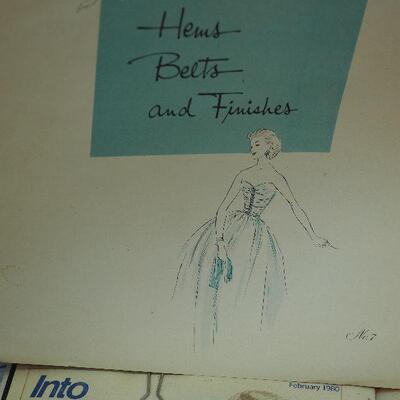 Hems
Belts
and Finishes
No. 7
Into
February 1980